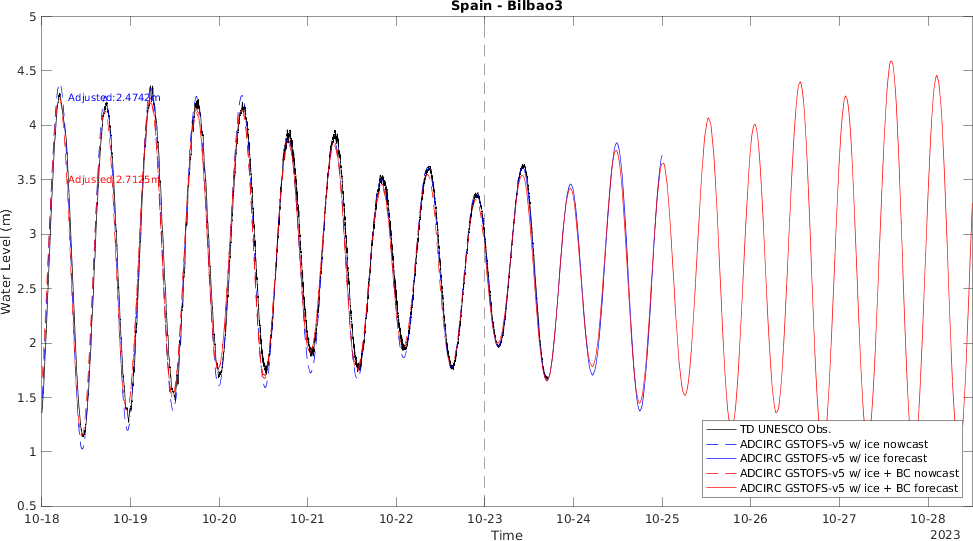 Spain - Bilbao3
5
4.5
4
3.5
3
2.5
2
1.5
1
0.5
Water Level (m)
Adjusted:2.4742m
Adjusted:2.7125m
TD UNESCO Obs.
ADCIRC GSTOFS-v5 w/ ice nowcast
ADCIRC GSTOFS-v5 w/ ice forecast
ADCIRC GSTOFS-v5 w/ ice + BC nowcast
ADCIRC GSTOFS-v5 w/ ice + BC forecast
10-18 10-19 10-20 10-21 10-22 10-23 10-24 10-25 10-26 10-27 10-28
2023
Time